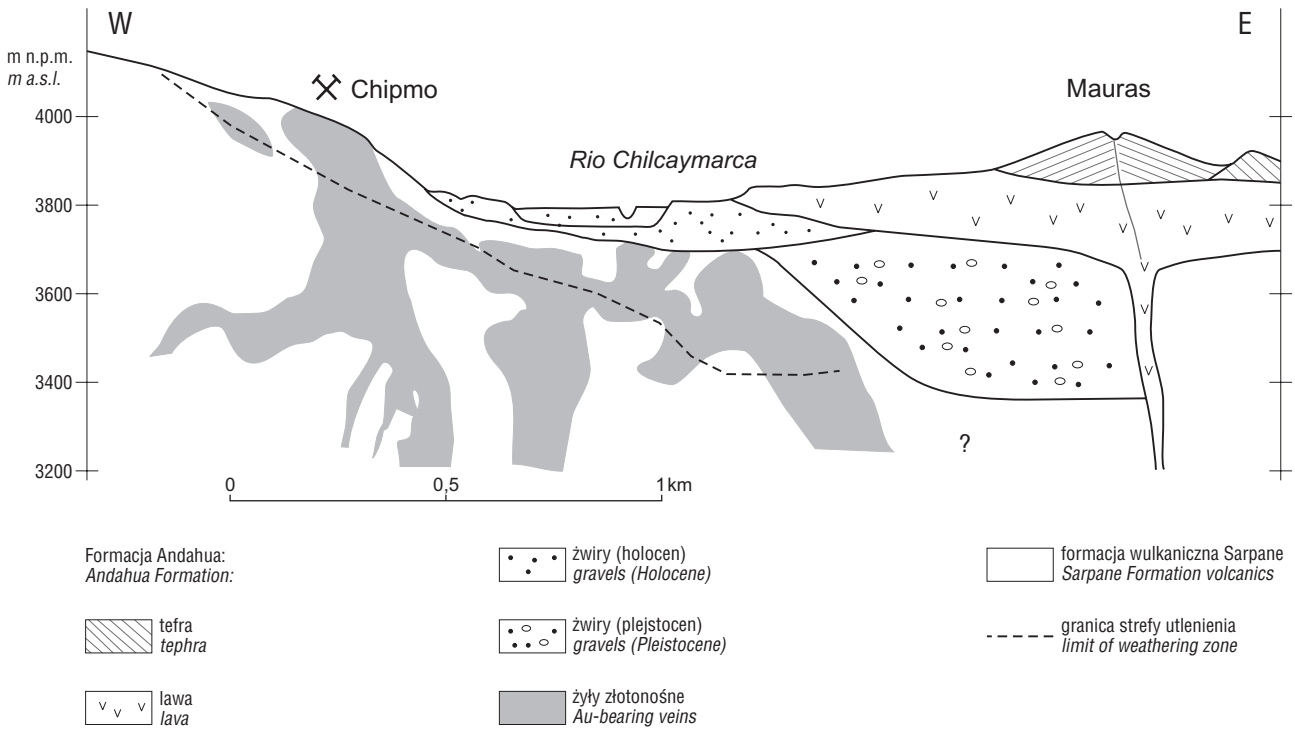 W
E
m n.p.m.
m a.s.l.
Chipmo
Mauras
4000
Rio Chilcaymarca
3800
3600
3400
?
3200
0
0,5
1km
Formacja Andahua:
Andahua Formation:
żwiry (holocen)
gravels (Holocene)
formacja wulkaniczna Sarpane
Sarpane Formation volcanics
tefra
tephra
żwiry (plejstocen)
gravels (Pleistocene)
granica strefy utlenienia
limit of weathering zone
lawa
lava
żyły złotonośne
Au-bearing veins